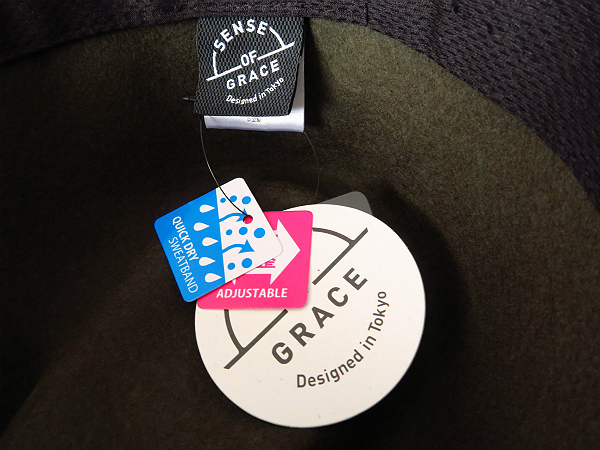 SENSE
OF
GRACE
Designed in Tokyo
QUICK DRY
SWEATBAND
ADJUSTABLE
GRACE
Designed in Tokyo